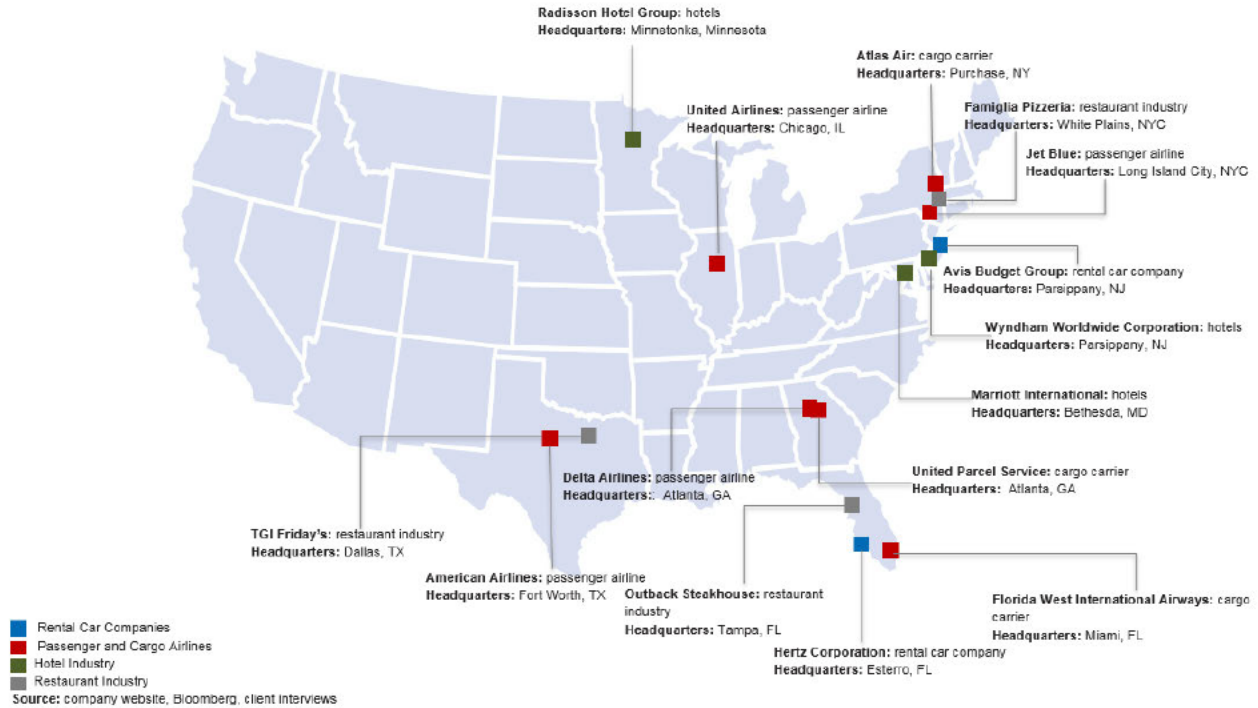 Radisson Hotel Group: hotels
Headquarters: Minnetonka, Minnesota
Atlas Air: cargo carrier
Headquarters: Purchase, NY
United Airlines: passenger airline
Headquarters: Chicago, IL
Famiglia Pizzeria: restaurant industry
Headquarters: White Plains, NYC
Jet Blue: passenger airline
Headquarters: Long Island City, NYC
Avis Budget Group: rental car company
Headquarters: Parsippany, NJ
Wyndham Worldwide Corporation: hotels
Headquarters: Parsippany, NJ
Marriott International: hotels
Headquarters: Bethesda, MD
Delta Airlines: passenger airline
Headquarters: Atlanta, GA
United Parcel Service: cargo carrier
Headquarters: Atlanta, GA
TGI Friday's: restaurant industry
Headquarters: Dallas, TX
American Airlines: passenger airline
Headquarters: Fort Worth, TX
Outback Steakhouse: restaurant
industry
Headquarters: Tampa, FL
Florida West International Airways: cargo
carrier
Headquarters: Miami, FL
Hertz Corporation: rental car company
Headquarters: Esterro, FL
Rental Car Companies
Passenger and Cargo Airlines
Hotel Industry
Restaurant Industry
Source: company website, Bloomberg, client interviews